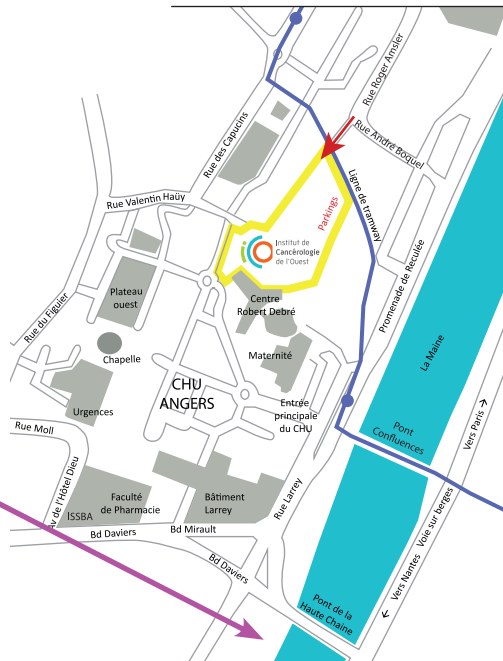 Rue Roger Amsler
Rue André Boquel
Rue des Capucins
Ligne de tramway
Parkings
Rue Valentin Haüy
Institut de
Cancérologie
de l'Ouest
Promenade de Reculée
Plateau
ouest
Centre
Robert Debré
Rue du Figuier
La Maine
Chapelle
Maternité
CHU
ANGERS
Vers Paris
Entrée
principale
du CHU
Urgences
Pont
Confluences
Rue Moll
Av de l'Hôtel Dieu
Faculté
de Pharmacie
Bâtiment
Larrey
Rue Larrey
Voie sur berges
ISSBA
Bd Daviers
Bd Mirault
Bd Daviers
Vers Nantes
Pont de la
Haute Chaine